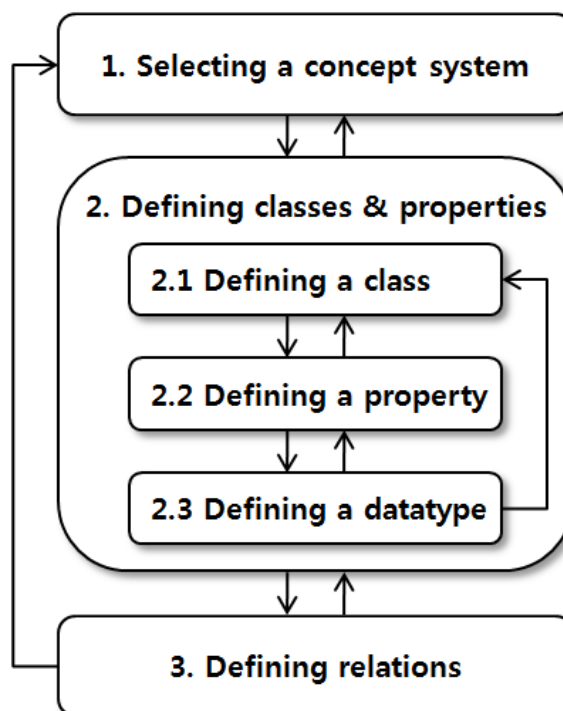 1. Selecting a concept system
2. Defining classes & properties
2.1 Defining a class
2.2 Defining a property
2.3 Defining a datatype
3. Defining relations